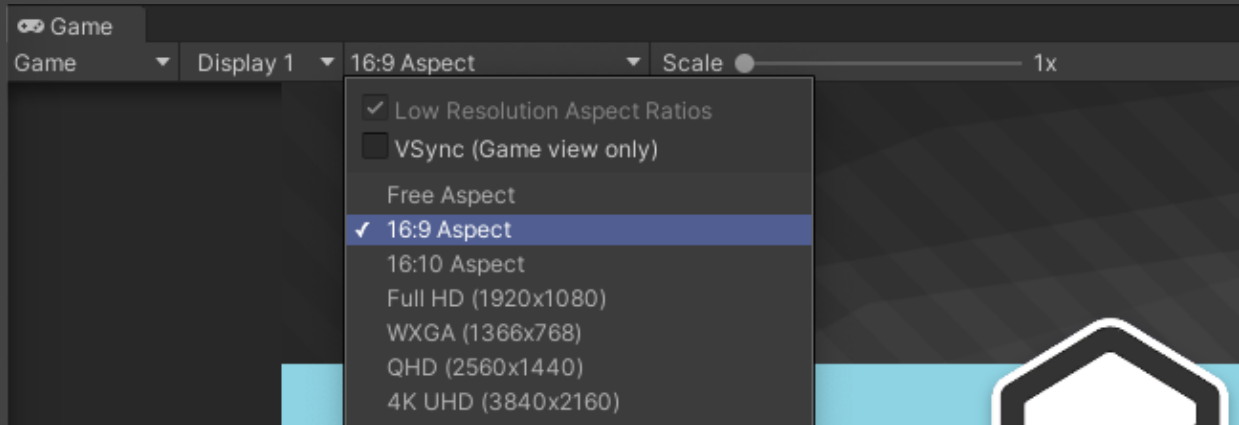 Game
Game Display 1 16:9 Aspect Scale 1x
Low Resolution Aspect Ratios
VSync (Game view only)
Free Aspect
16:9 Aspect
16:10 Aspect
Full HD (1920x1080)
WXGA (1366x768)
QHD (2560x1440)
4K UHD (3840x2160)